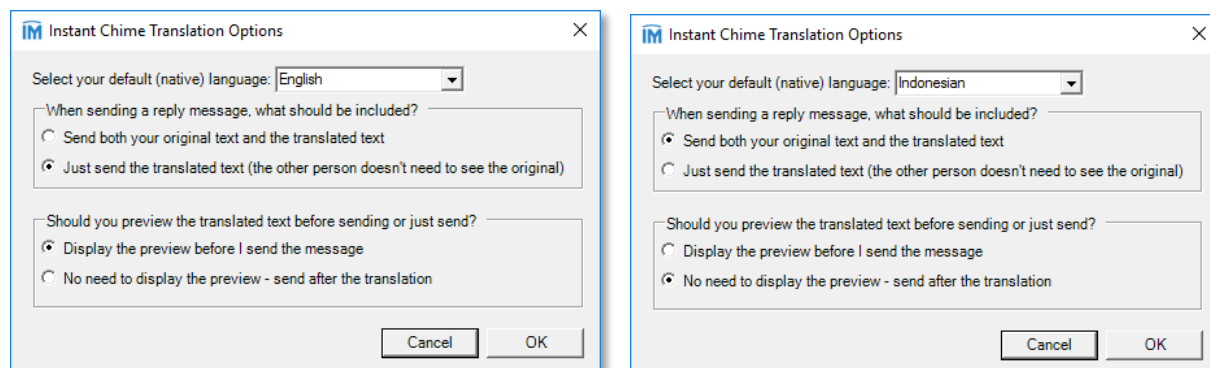 IM Instant Chime Translation Options
Select your default (native) language: English
When sending a reply message, what should be included?
Send both your original text and the translated text
Just send the translated text (the other person doesn't need to see the original)
Should you preview the translated text before sending or just send?
Display the preview before I send the message
No need to display the preview - send after the translation
Cancel OK
IM Instant Chime Translation Options
Select your default (native) language: Indonesian
When sending a reply message, what should be included?
Send both your original text and the translated text
Just send the translated text (the other person doesn't need to see the original)
Should you preview the translated text before sending or just send?
Display the preview before I send the message
No need to display the preview - send after the translation
Cancel OK